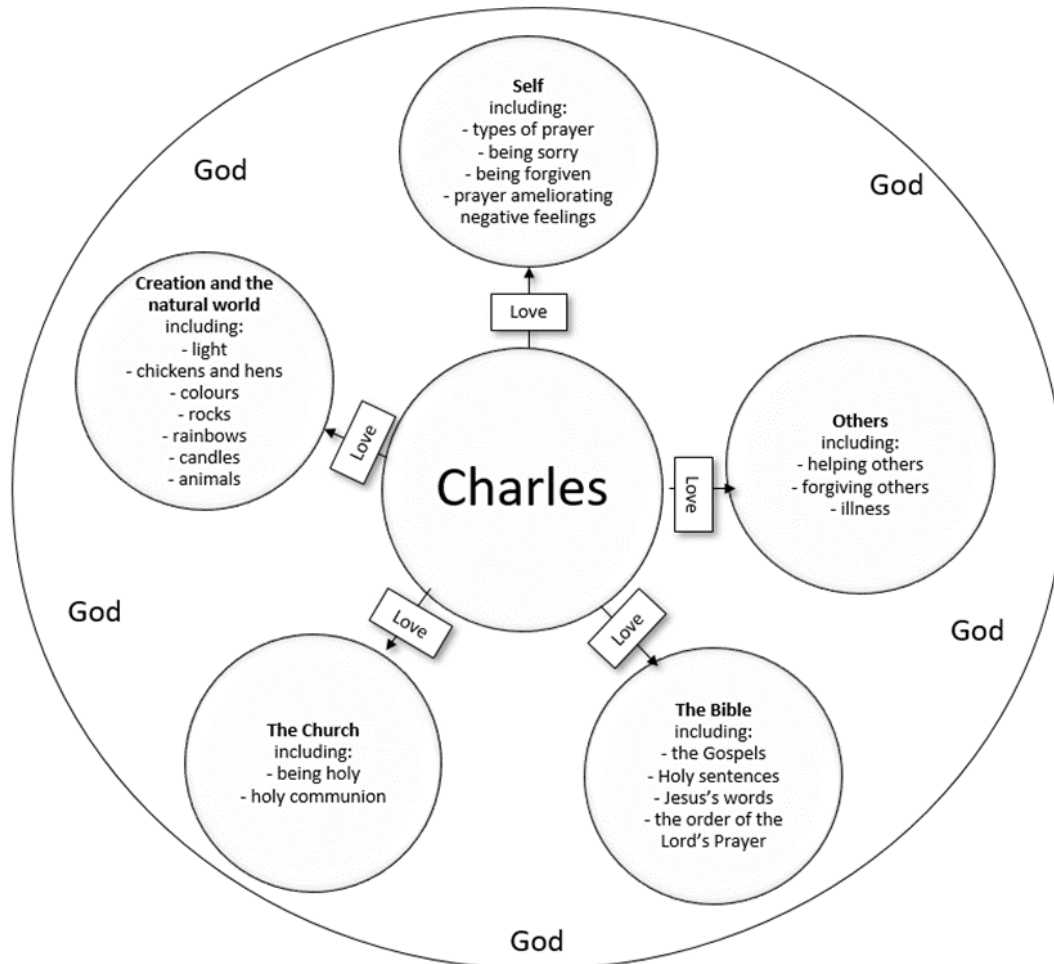 God
God
Self
including:
- types of prayer
- being sorry
- being forgiven
- prayer ameliorating
negative feelings
Love
Creation and the
natural world
including:
- light
- chickens and hens
- colours
- rocks
- rainbows
- candles
- animals
Love
Charles
Love
Others
including:
- helping others
- forgiving others
- illness
God
God
Love
The Church
including:
- being holy
- holy communion
Love
The Bible
including:
- the Gospels
- Holy sentences
- Jesus's words
- the order of the
Lord's Prayer
God